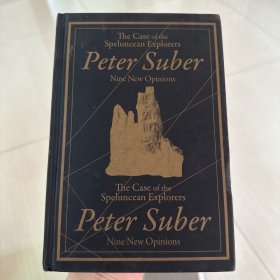 The Case of the
Speluncean Explorers
Peter Suber
Nine New Opinions
The Case of the
Speluncean Explorers
Peter Suber
Nine New Opinions